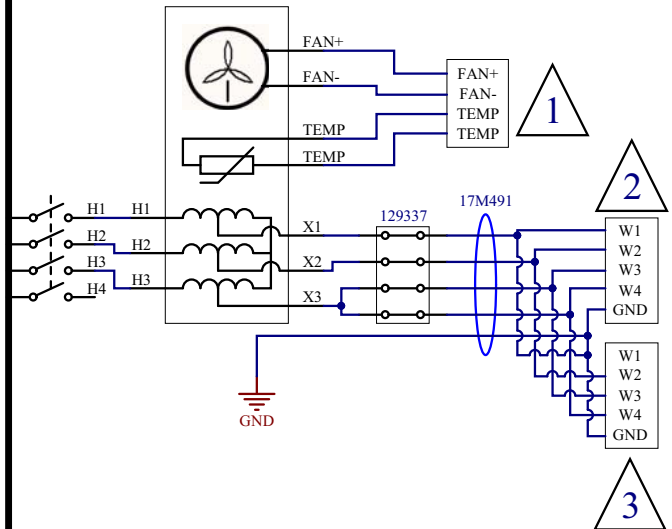 FAN+
FAN-
TEMP
TEMP
FAN+
FAN-
TEMP
TEMP
1
H1 H1
H2 H2
H3 H3
H4
X1
X2
X3
129337
17M491
2
W1
W2
W3
W4
GND
W1
W2
W3
W4
GND
GND
3